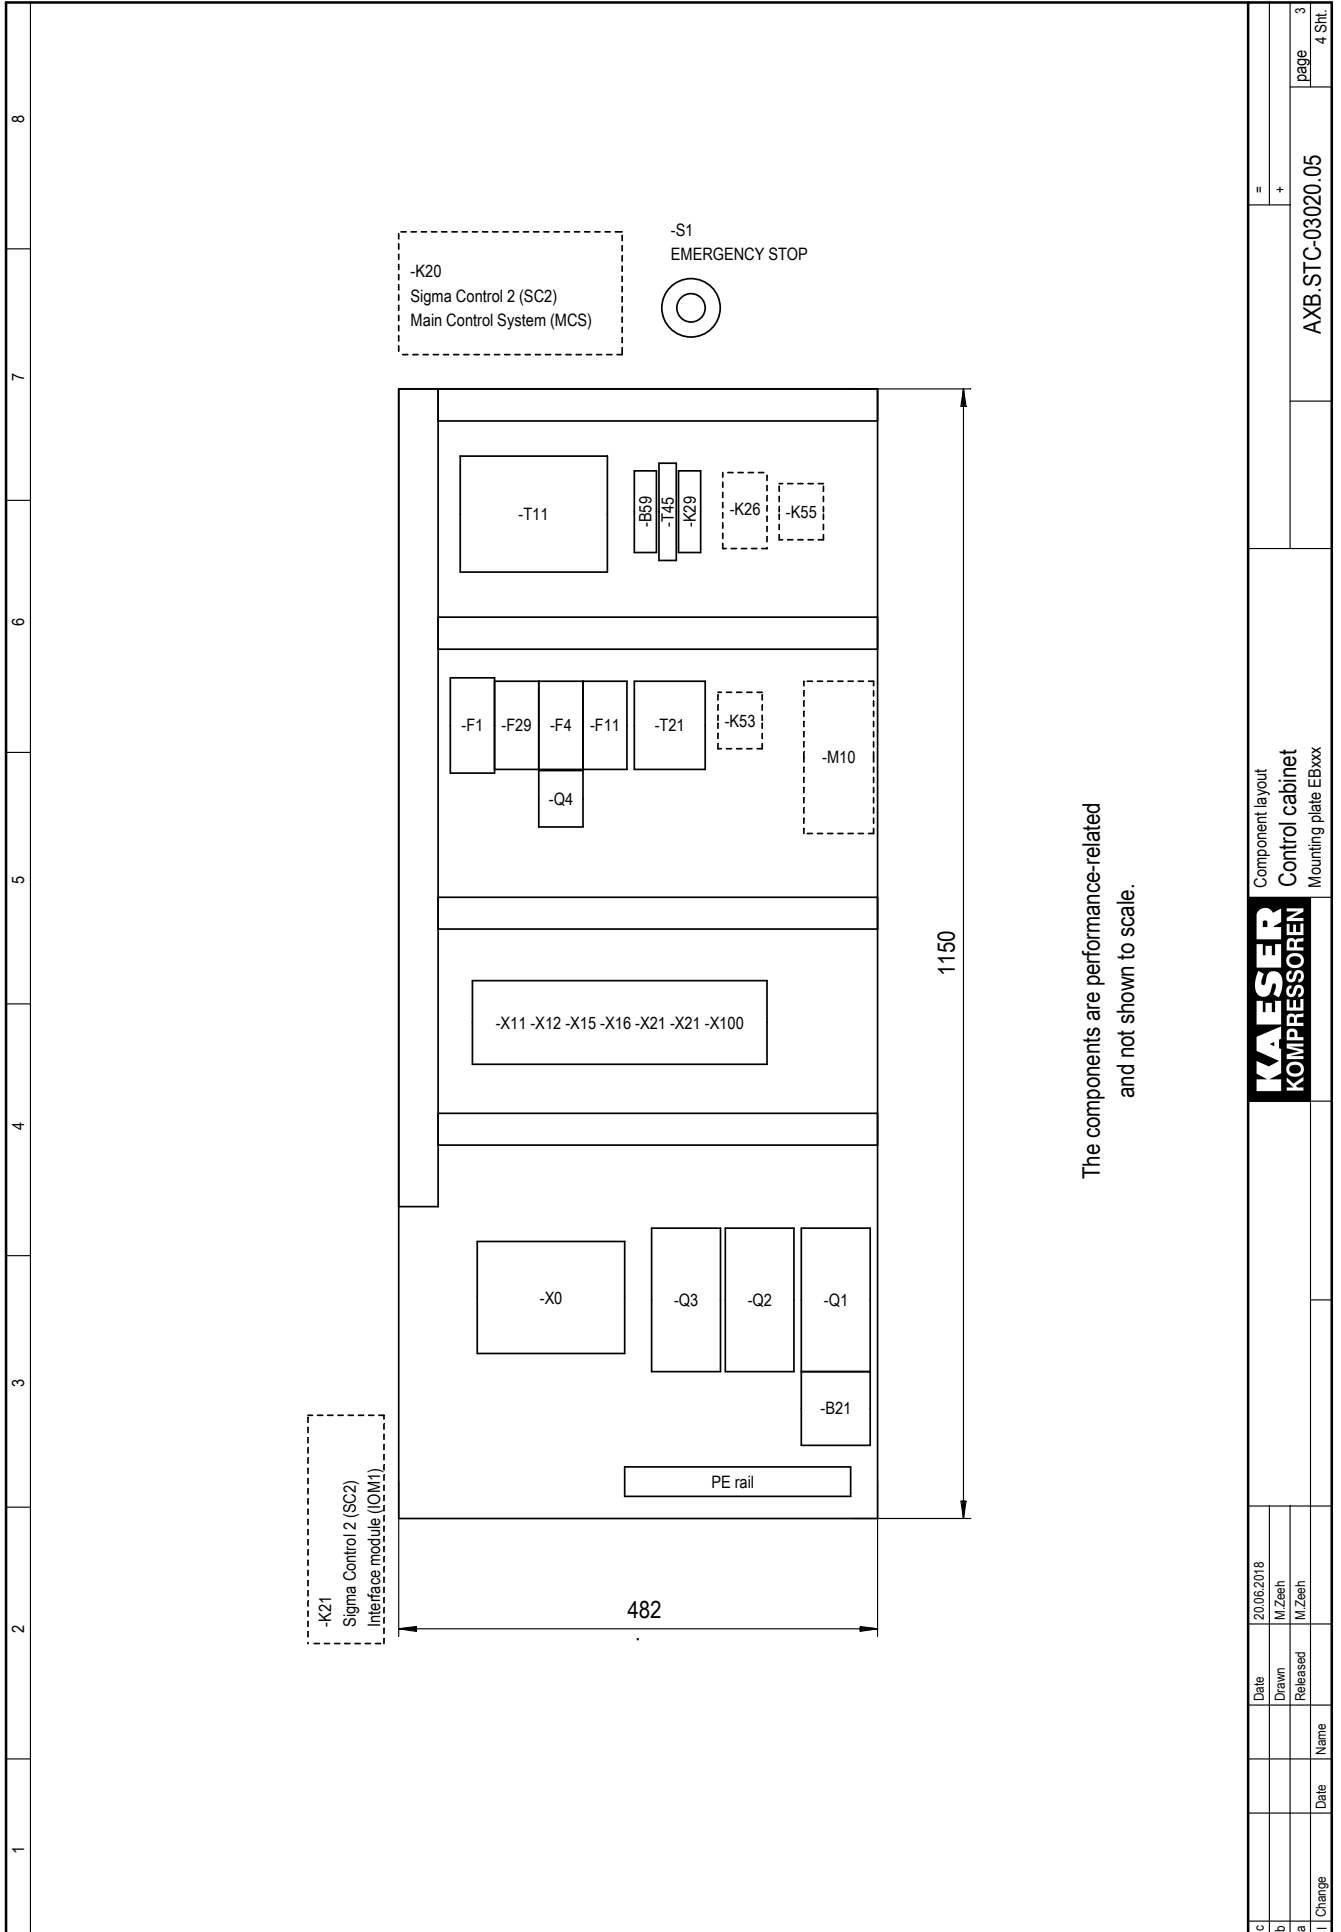 8
7
6
5
4
3
2
1
-K20
Sigma Control 2 (SC2)
Main Control System (MCS)
-S1
EMERGENCY STOP
-T11
-B59
-T45
-K29
-K26
-K55
-F1
-F29
-F4
-F11
-T21
-K53
-M10
-Q4
-X11 -X12 -X15 -X16 -X21 -X21 -X100
-X0
-Q3
-Q2
-Q1
-B21
PE rail
1150
482
-K21
Sigma Control 2 (SC2)
Interface module (IOM1)
The components are performance-related
and not shown to scale.
c
b
a
Change
Date
Name
Date
20.06.2018
Drawn
M.Zeeh
Released
M.Zeeh
KAESER
KOMPRESSOREN
Component layout
Control cabinet
Mounting plate EBxxx
=
+
AXB.STC-03020.05
page 3
4 Sht.